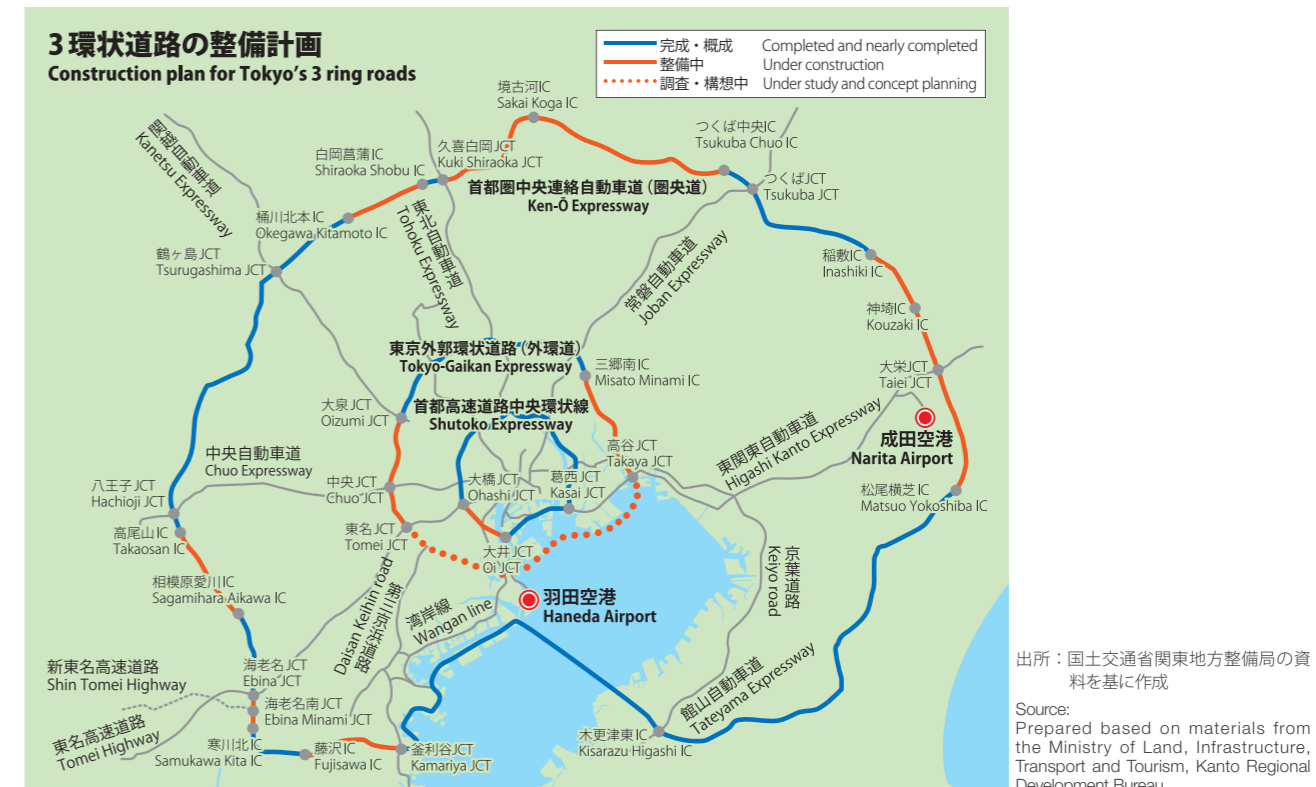 3環状道路の整備計画
Construction plan for Tokyo's 3 ring roads
完成・概成 Completed and nearly completed
整備中 Under construction
調査・構想中 Under study and concept planning
境古河IC
Sakai Koga IC
つくば中央IC
Tsukuba Chuo IC
関越自動車道
Kanetsu Expressway
白岡菖蒲IC
Shiraoka Shobu IC
久喜白岡JCT
Kuki Shiraoka JCT
首都圏中央連絡自動車道(圏央道)
Ken-Ō Expressway
つくばJCT
Tsukuba JCT
桶川北本IC
Okegawa Kitamoto IC
東北自動車道
Tohoku Expressway
鶴ヶ島JCT
Tsurugashima JCT
常磐自動車道
Joban Expressway
稲敷IC
Inashiki IC
神埼IC
Kouzaki IC
東京外郭環状道路(外環道)
Tokyo-Gaikan Expressway
三郷南IC
Misato Minami IC
大栄JCT
Taiei JCT
大泉JCT
Oizumi JCT
首都高速道路中央環状線
Shutoko Expressway
東関東自動車道
Higashi Kanto Expressway
成田空港
Narita Airport
中央自動車道
Chuo Expressway
高谷JCT
Takaya JCT
八王子JCT
Hachioji JCT
中央JCT
Chuo JCT
大橋JCT
Ohashi JCT
葛西JCT
Kasai JCT
松尾横芝IC
Matsuo Yokoshiba IC
高尾山IC
Takaosan IC
東名JCT
Tomei JCT
大井JCT
Oi JCT
京葉道路
Keiyo road
相模原愛川IC
Sagamihara Aikawa IC
第三京浜道路
Daisan Keihin road
湾岸線
Wangan line
羽田空港
Haneda Airport
新東名高速道路
Shin Tomei Highway
海老名JCT
Ebina JCT
海老名南JCT
Ebina Minami JCT
館山自動車道
Tateyama Expressway
東名高速道路
Tomei Highway
寒川北IC
Samukawa Kita IC
藤沢IC
Fujisawa IC
釜利谷JCT
Kamariya JCT
木更津東IC
Kisarazu Higashi IC
出所:国土交通省関東地方整備局の資
料を基に作成
Source:
Prepared based on materials from
the Ministry of Land, Infrastructure,
Transport and Tourism, Kanto Regional
Development Bureau